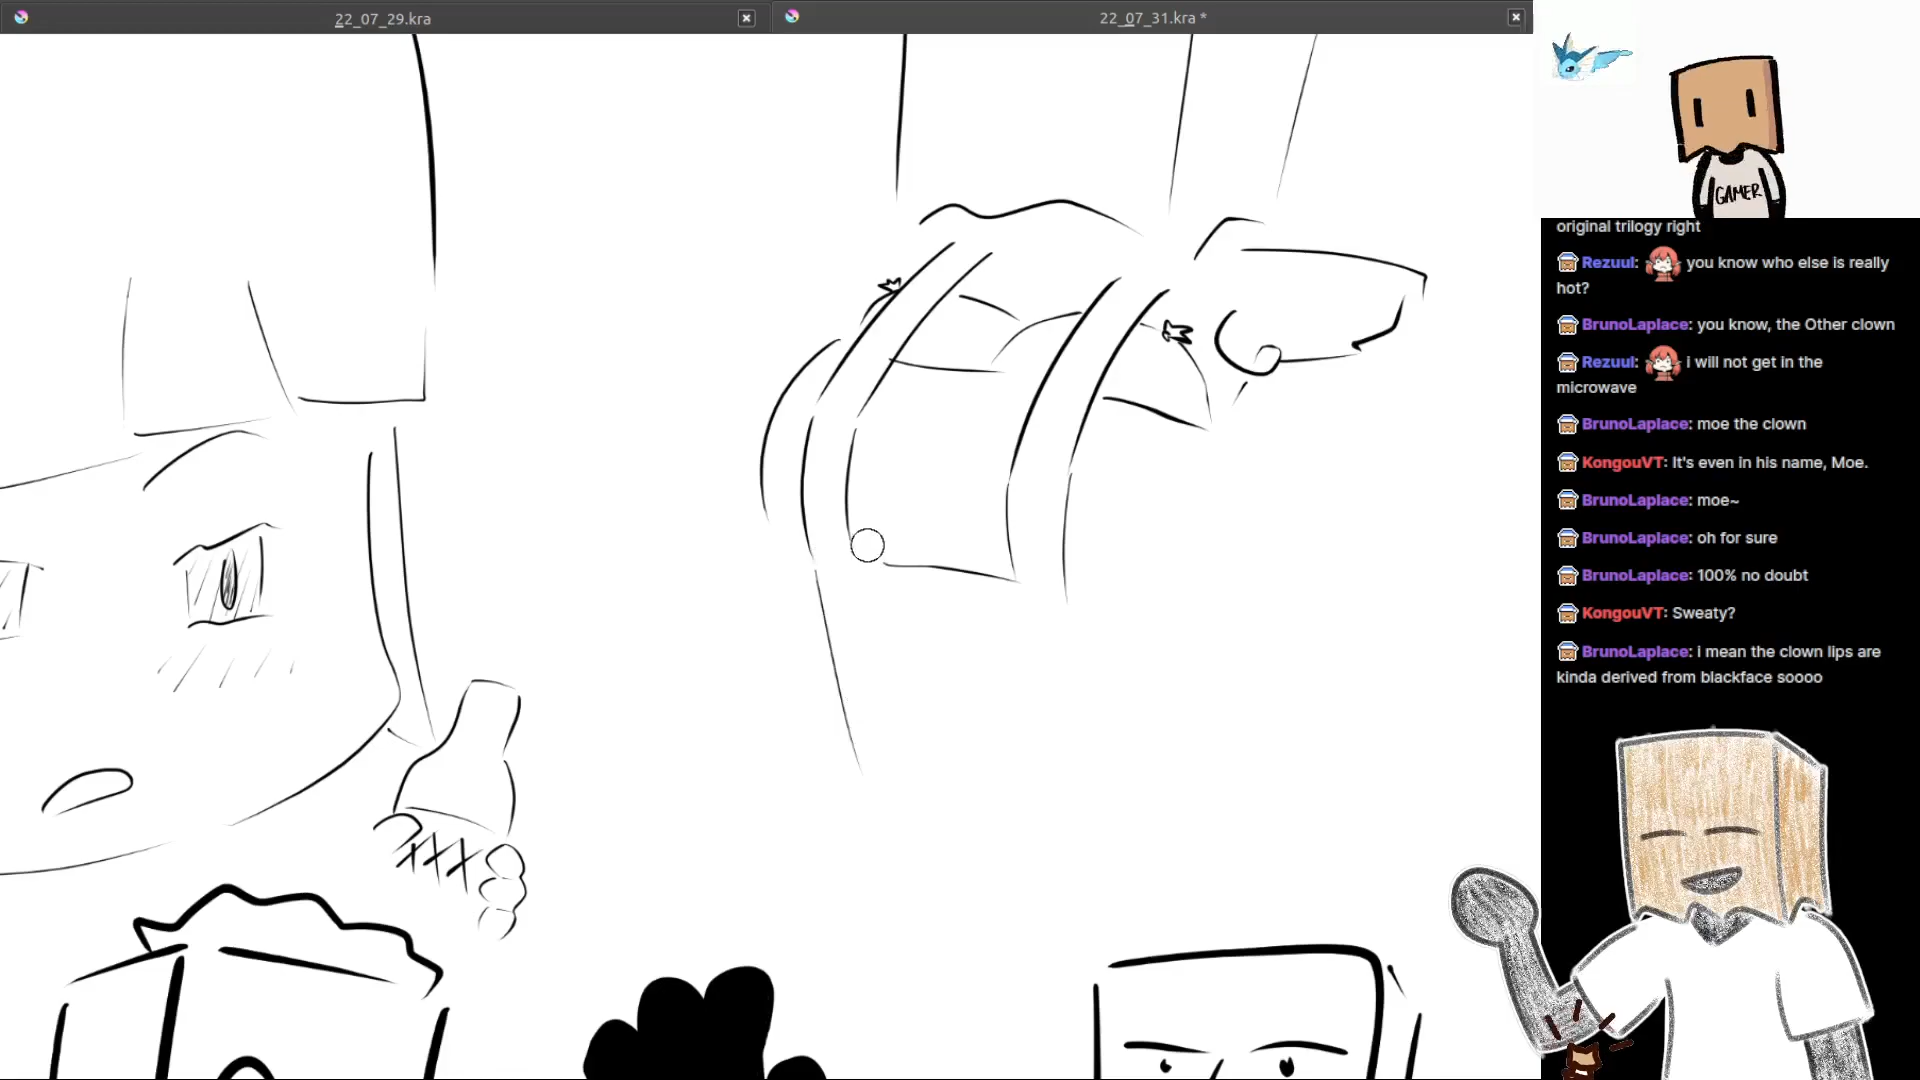 22_07_29.kra
22_07_31.kra *
GAMER
original trilogy right
Rezuul: you know who else is really
hot?
BrunoLaplace: you know, the Other clown
Rezuul: i will not get in the
microwave
BrunoLaplace: moe the clown
KongouVT: It's even in his name, Moe.
BrunoLaplace: moe~
BrunoLaplace: oh for sure
BrunoLaplace: 100% no doubt
KongouVT: Sweaty?
BrunoLaplace: i mean the clown lips are
kinda derived from blackface soooo
XXX